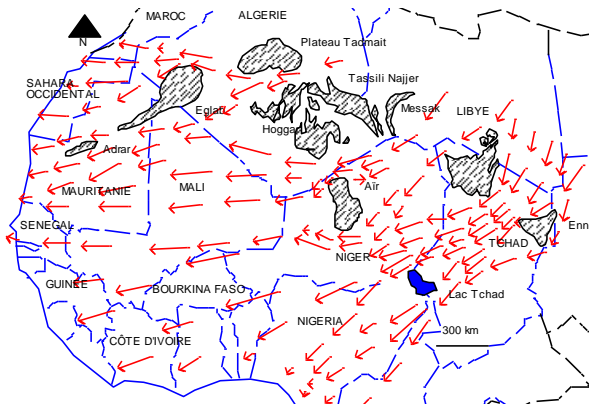 MAROC
ALGERIE
N
Plateau Tadmait
Tassili Najjer
SAHARA
OCCIDENTAL
Eglab
Messak
LIBYE
Hoggar
Adrar
MAURITANIE
MALI
Aïr
SENEGAL
Enn
TCHAD
NIGER
GUINEE
BOURKINA FASO
Lac Tchad
NIGERIA
300 km
CÔTE D'IVOIRE